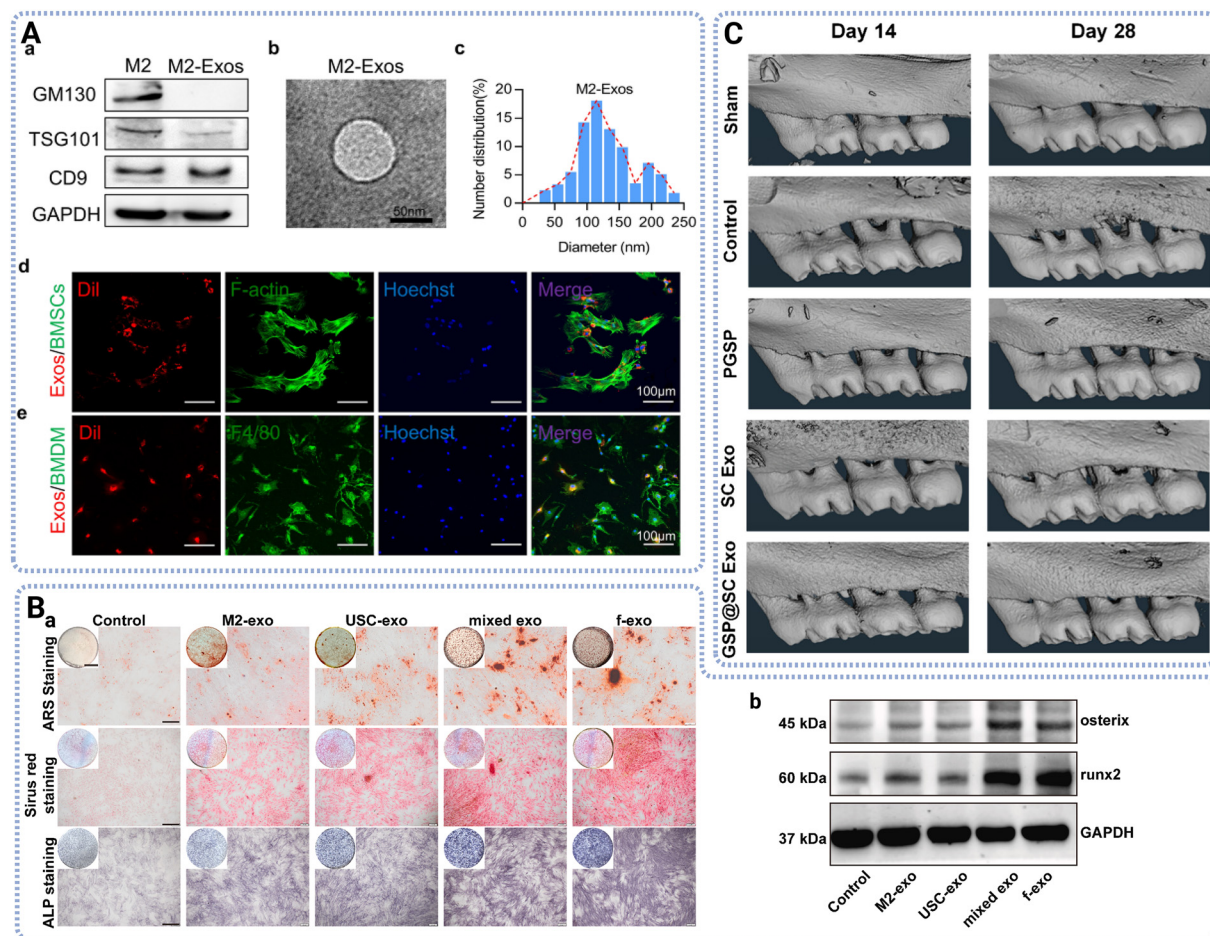 A
a
M2 M2-Exos
GM130
TSG101
CD9
GAPDH
b
M2-Exos
50nm
c
M2-Exos
Number distribution(%)
20
15
10
5
0
0 50 100 150 200 250
Diameter (nm)
d
Exos/BMSCs
Dil
F-actin
Hoechst
Merge
100μm
e
Exos/BMDM
Dil
F4/80
Hoechst
Merge
100μm
B
a
Control M2-exo USC-exo mixed exo f-exo
ARS Staining
Sirus red
staining
ALP staining
C
Day 14 Day 28
Sham
Control
PGSP
SC Exo
GSP@SC Exo
b
45 kDa osterix
60 kDa runx2
37 kDa GAPDH
Control M2-exo USC-exo mixed exo f-exo